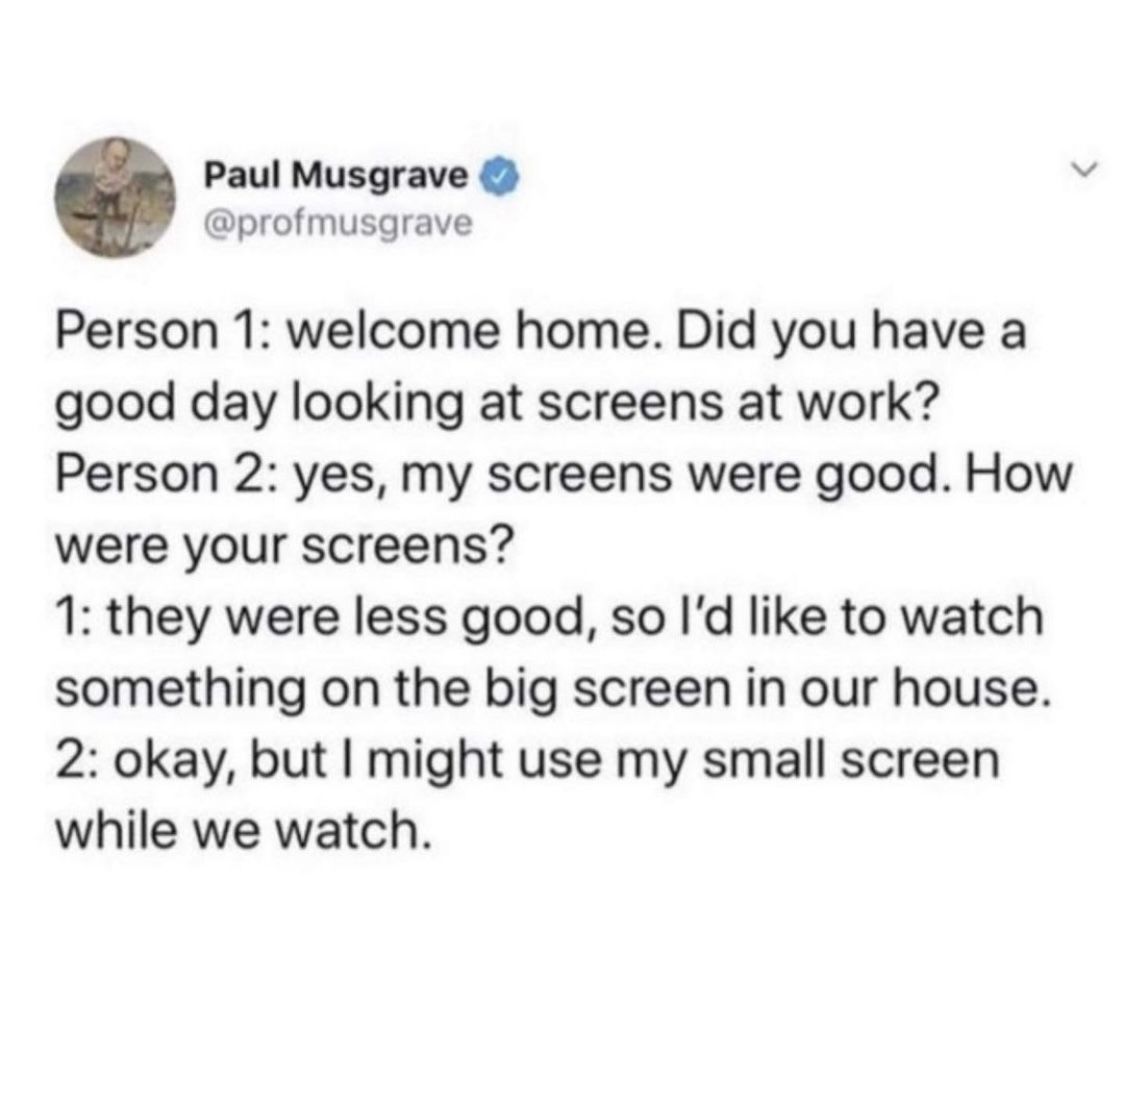 Paul Musgrave
@profmusgrave
Person 1: welcome home. Did you have a
good day looking at screens at work?
Person 2: yes, my screens were good. How
were your screens?
1: they were less good, so I'd like to watch
something on the big screen in our house.
2: okay, but I might use my small screen
while we watch.